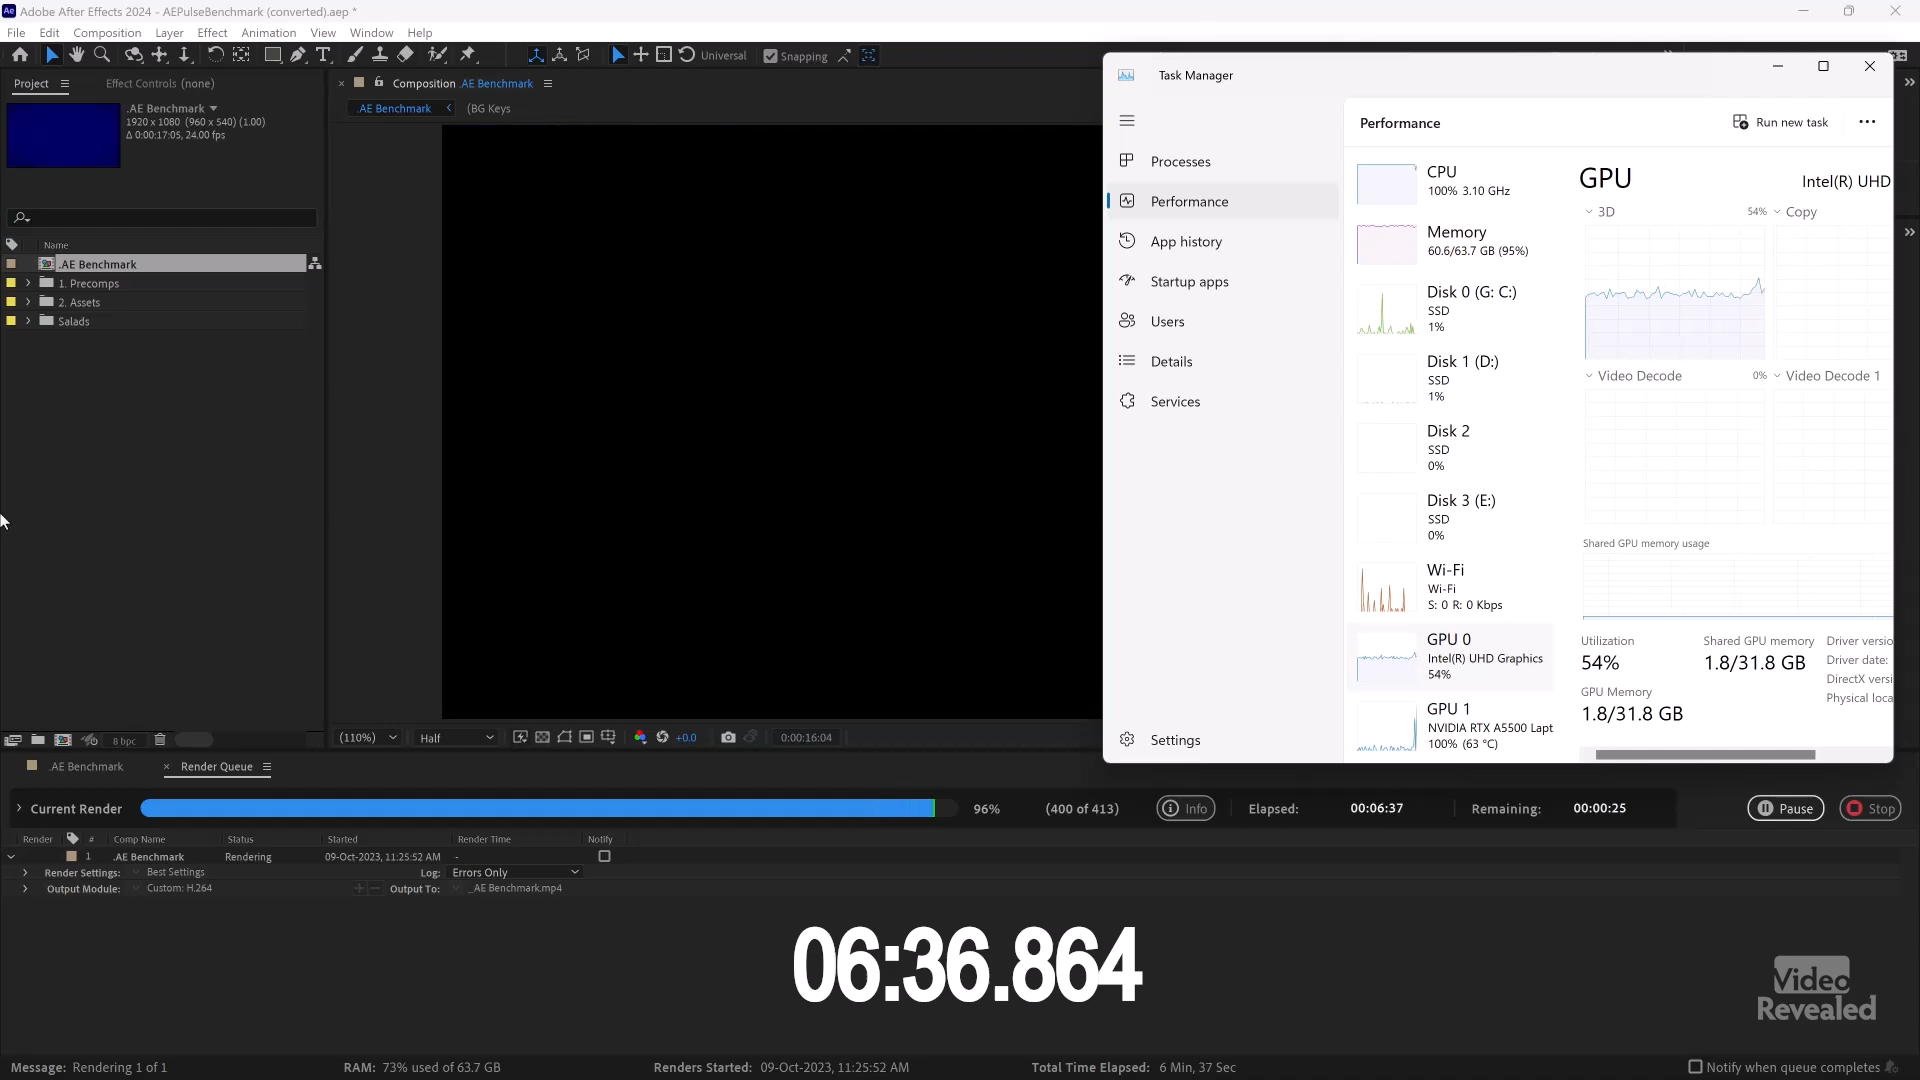 Ae Adobe After Effects 2024 - AEPulseBenchmark (converted).aep *
File Edit Composition Layer Effect Animation View Window Help
Universal Snapping
Project Effect Controls (none)
.AE Benchmark
1920 x 1080 (960 x 540) (1.00)
Δ 0:00:17:05, 24.00 fps
Name
.AE Benchmark
1. Precomps
2. Assets
Salads
8 bpc
Composition .AE Benchmark
.AE Benchmark (BG Keys
(110%) Half +0.0 0:00:16:04
Task Manager
Processes
Performance
App history
Startup apps
Users
Details
Services
Settings
Performance Run new task
CPU
100% 3.10 GHz
Memory
60.6/63.7 GB (95%)
Disk 0 (G: C:)
SSD
1%
Disk 1 (D:)
SSD
1%
Disk 2
SSD
0%
Disk 3 (E:)
SSD
0%
Wi-Fi
Wi-Fi
S: 0 R: 0 Kbps
GPU 0
Intel(R) UHD Graphics
54%
GPU 1
NVIDIA RTX A5500 Lapt
100% (63 °C)
GPU Intel(R) UHD
3D 54% Copy
Video Decode 0% Video Decode 1
Shared GPU memory usage
Utilization
54%
GPU Memory
1.8/31.8 GB
Shared GPU memory
1.8/31.8 GB
Driver versio
Driver date:
DirectX versi
Physical loca
.AE Benchmark Render Queue
Current Render 96% (400 of 413) Info Elapsed: 00:06:37 Remaining: 00:00:25 Pause Stop
Render # Comp Name Status Started Render Time Notify
1 .AE Benchmark Rendering 09-Oct-2023, 11:25:52 AM -
Render Settings: Best Settings Log: Errors Only
Output Module: Custom: H.264 Output To: _AE Benchmark.mp4
06:36.864
Video
Revealed
Message: Rendering 1 of 1 RAM: 73% used of 63.7 GB Renders Started: 09-Oct-2023, 11:25:52 AM Total Time Elapsed: 6 Min, 37 Sec Notify when queue completes